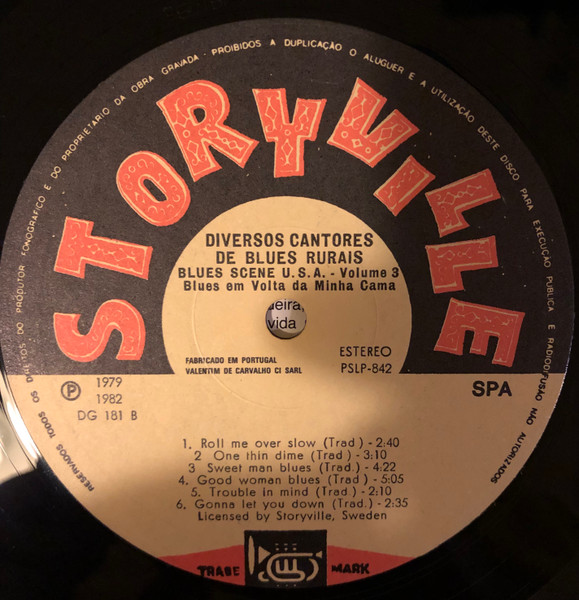 RESERVADOS TODOS OS DIREITOS DO PRODUTOR FONOGRAFICO E DO PROPRIETARIO DA OBRA GRAVADA - PROIBIDOS A DUPLICAÇÃO O ALUGUER E A UTILIZAÇÃO DESTE DISCO PARA EXECUÇÃO PUBLICA E RADIODIFUSÃO NÃO AUTORIZADOS
STORYVILLE
DIVERSOS CANTORES
DE BLUES RURAIS
BLUES SCENE U.S.A. - Volume 3
Blues em Volta da Minha Cama
ueira,
vida
FABRICADO EM PORTUGAL
VALENTIM DE CARVALHO CI SARL
ESTEREO
PSLP-842
℗ 1979
1982
DG 181 B
SPA
1. Roll me over slow (Trad.) - 2:40
2 One thin dime (Trad.) - 3:10
3 Sweet man blues (Trad.) - 4:22
4. Good woman blues (Trad.) - 5:05
5. Trouble in mind (Trad.) - 2:10
6. Gonna let you down (Trad.) - 2:35
Licensed by Storyville, Sweden
TRADE MARK